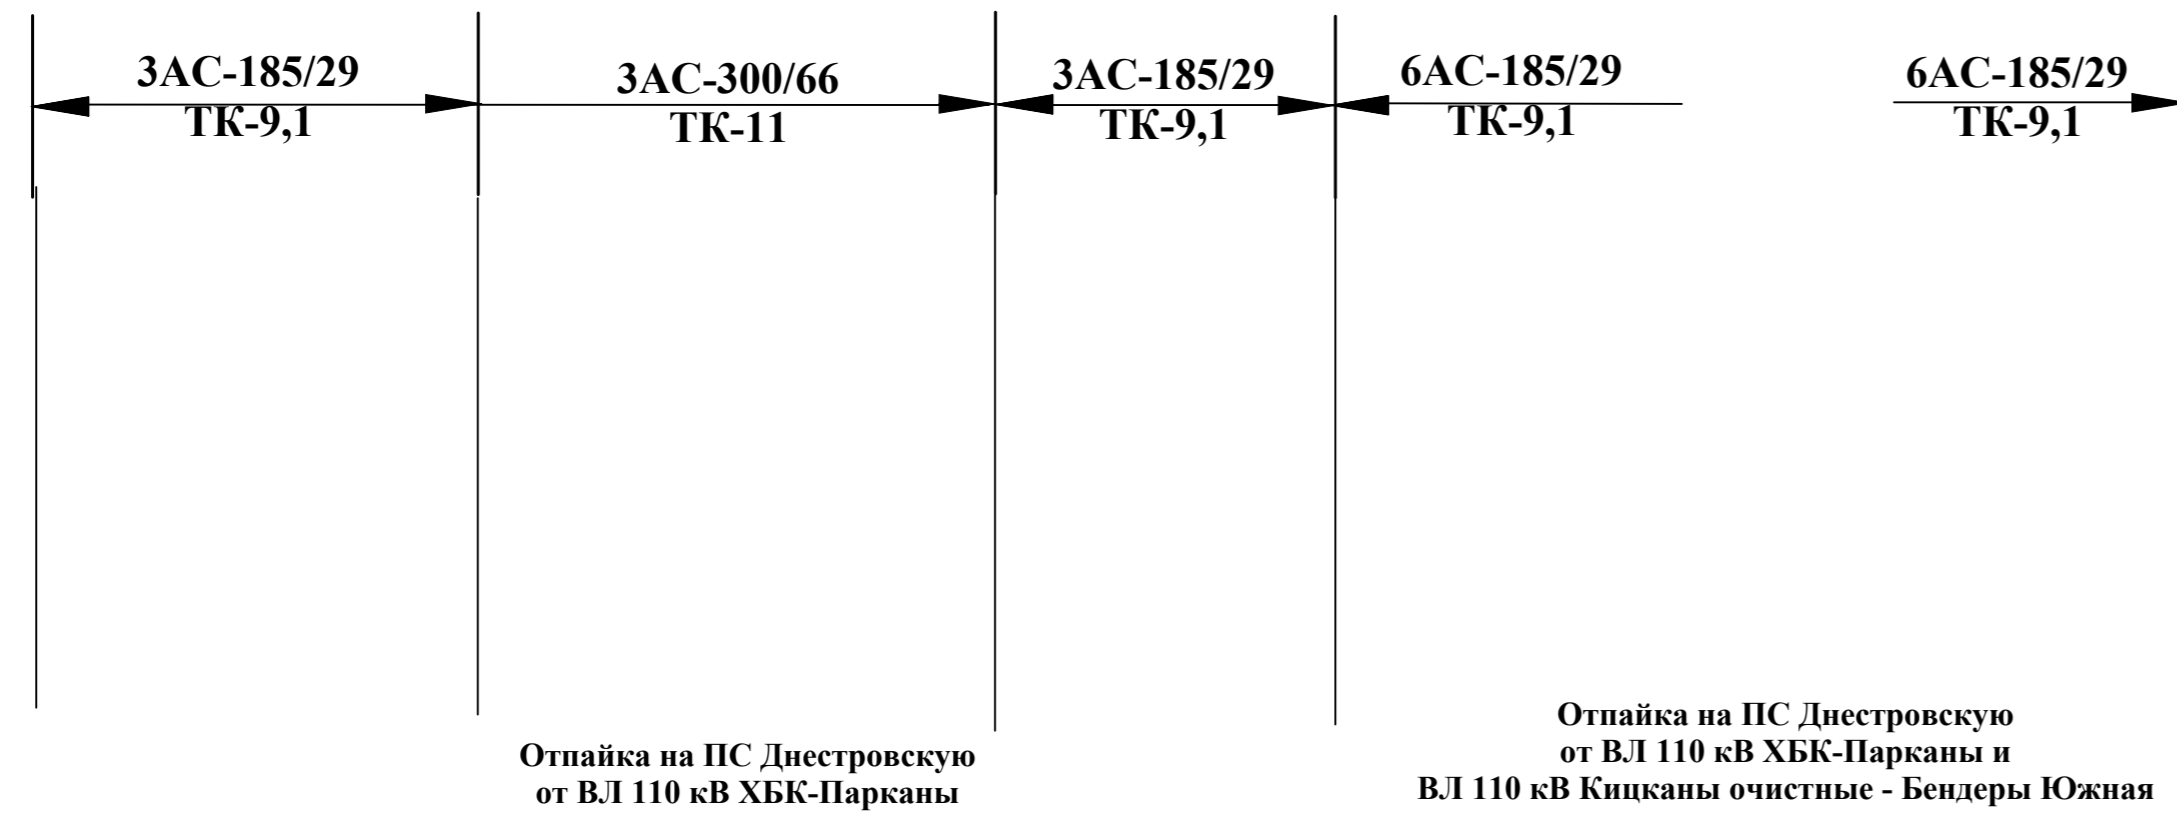 3АС-185/29
ТК-9,1
3АС-300/66
ТК-11
3АС-185/29
ТК-9,1
6АС-185/29
ТК-9,1
6АС-185/29
ТК-9,1
Отпайка на ПС Днестровскую
от ВЛ 110 кВ ХБК-Парканы
Отпайка на ПС Днестровскую
от ВЛ 110 кВ ХБК-Парканы и
ВЛ 110 кВ Кицканы очистные - Бендеры Южная